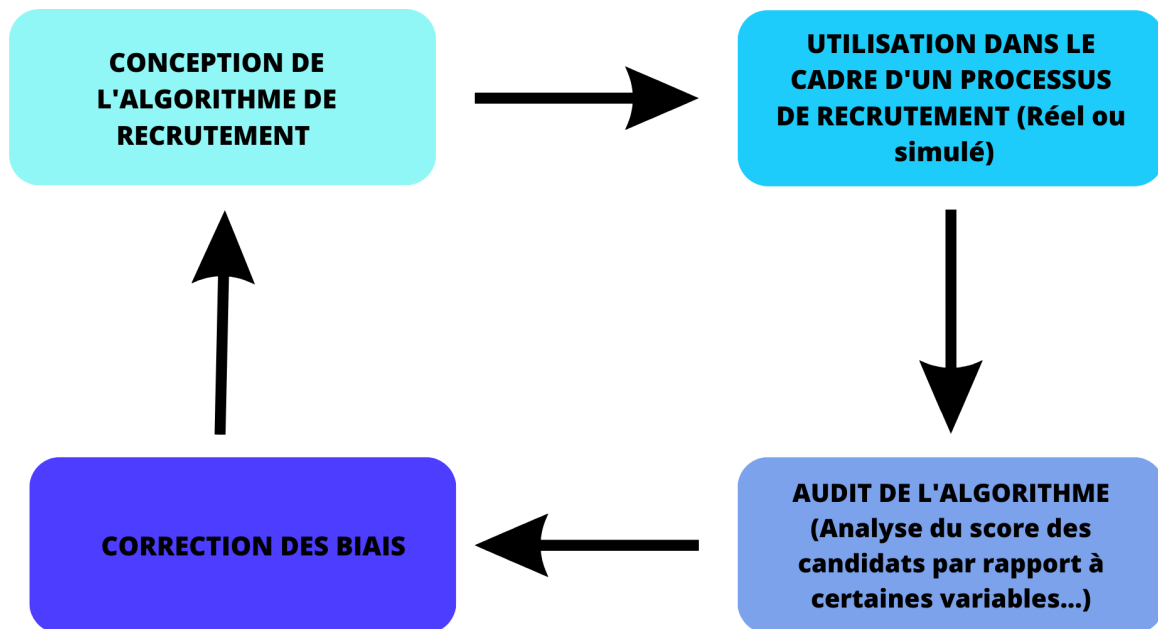 CONCEPTION DE
L'ALGORITHME DE
RECRUTEMENT
UTILISATION DANS LE
CADRE D'UN PROCESSUS
DE RECRUTEMENT (Réel ou
simulé)
CORRECTION DES BIAIS
AUDIT DE L'ALGORITHME
(Analyse du score des
candidats par rapport à
certaines variables...)